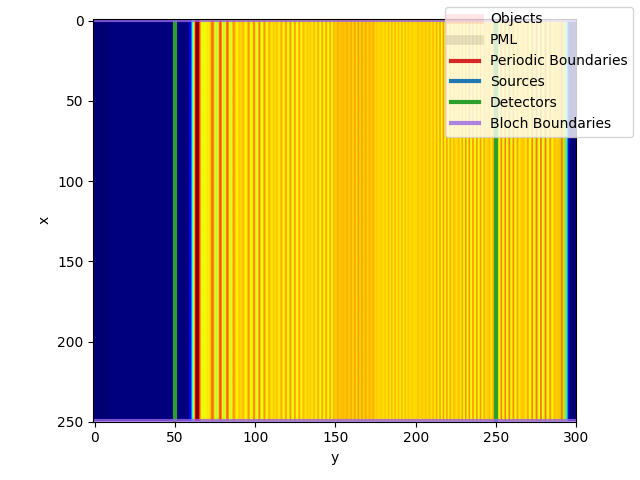 Objects
PML
Periodic Boundaries
Sources
Detectors
Bloch Boundaries
0
50
100
150
200
250
x
0
50
100
150
200
250
300
y